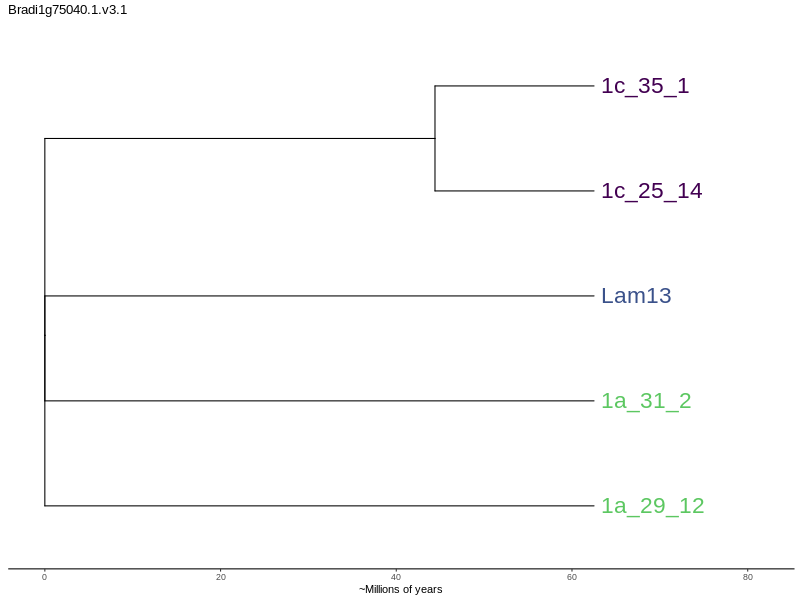 Bradi1g75040.1.v3.1
1c_35_1
1c_25_14
Lam13
1a_31_2
1a_29_12
0 20 40 60 80
~Millions of years